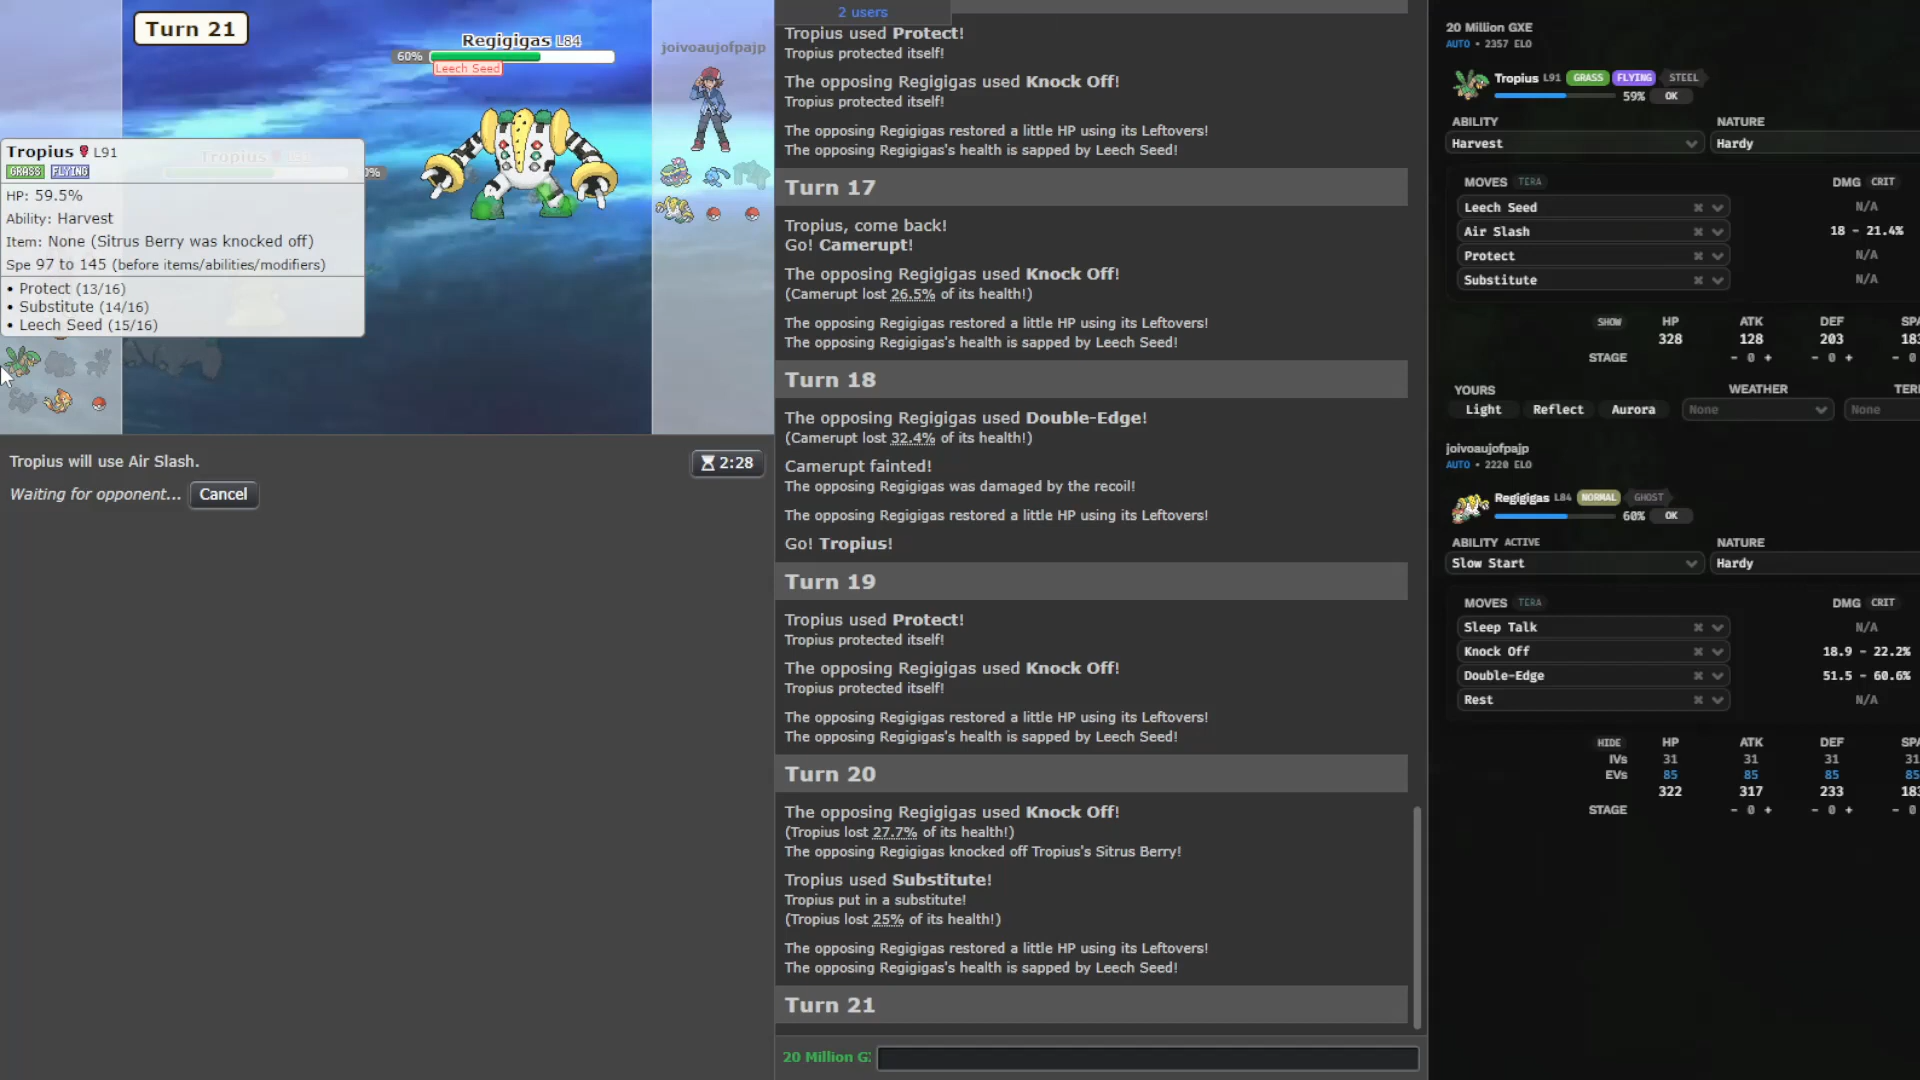 Turn 21
Regigigas L84
60%
Leech Seed
joivoaujofpajp
Tropius L91
GRASS FLYING
HP: 59.5%
Ability: Harvest
Item: None (Sitrus Berry was knocked off)
Spe 97 to 145 (before items/abilities/modifiers)
• Protect (13/16)
• Substitute (14/16)
• Leech Seed (15/16)
Tropius will use Air Slash.
Waiting for opponent... Cancel
2:28
2 users
Tropius used Protect!
Tropius protected itself!
The opposing Regigigas used Knock Off!
Tropius protected itself!
The opposing Regigigas restored a little HP using its Leftovers!
The opposing Regigigas's health is sapped by Leech Seed!
Turn 17
Tropius, come back!
Go! Camerupt!
The opposing Regigigas used Knock Off!
(Camerupt lost 26.5% of its health!)
The opposing Regigigas restored a little HP using its Leftovers!
The opposing Regigigas's health is sapped by Leech Seed!
Turn 18
The opposing Regigigas used Double-Edge!
(Camerupt lost 32.4% of its health!)
Camerupt fainted!
The opposing Regigigas was damaged by the recoil!
The opposing Regigigas restored a little HP using its Leftovers!
Go! Tropius!
Turn 19
Tropius used Protect!
Tropius protected itself!
The opposing Regigigas used Knock Off!
Tropius protected itself!
The opposing Regigigas restored a little HP using its Leftovers!
The opposing Regigigas's health is sapped by Leech Seed!
Turn 20
The opposing Regigigas used Knock Off!
(Tropius lost 27.7% of its health!)
The opposing Regigigas knocked off Tropius's Sitrus Berry!
Tropius used Substitute!
Tropius put in a substitute!
(Tropius lost 25% of its health!)
The opposing Regigigas restored a little HP using its Leftovers!
The opposing Regigigas's health is sapped by Leech Seed!
Turn 21
20 Million G
20 Million GXE
AUTO • 2357 ELO
Tropius L91 GRASS FLYING STEEL
59% OK
ABILITY NATURE
Harvest Hardy
MOVES TERA DMG CRIT
Leech Seed N/A
Air Slash 18 - 21.4%
Protect N/A
Substitute N/A
SHOW HP ATK DEF SPA
328 128 203 183
STAGE - 0 + - 0 + - 0
YOURS WEATHER TER
Light Reflect Aurora None None
joivoaujofpajp
AUTO • 2220 ELO
Regigigas L84 NORMAL GHOST
60% OK
ABILITY ACTIVE NATURE
Slow Start Hardy
MOVES TERA DMG CRIT
Sleep Talk N/A
Knock Off 18.9 - 22.2%
Double-Edge 51.5 - 60.6%
Rest N/A
HIDE HP ATK DEF SPA
IVs 31 31 31 31
EVs 85 85 85 85
322 317 233 183
STAGE - 0 + - 0 + - 0